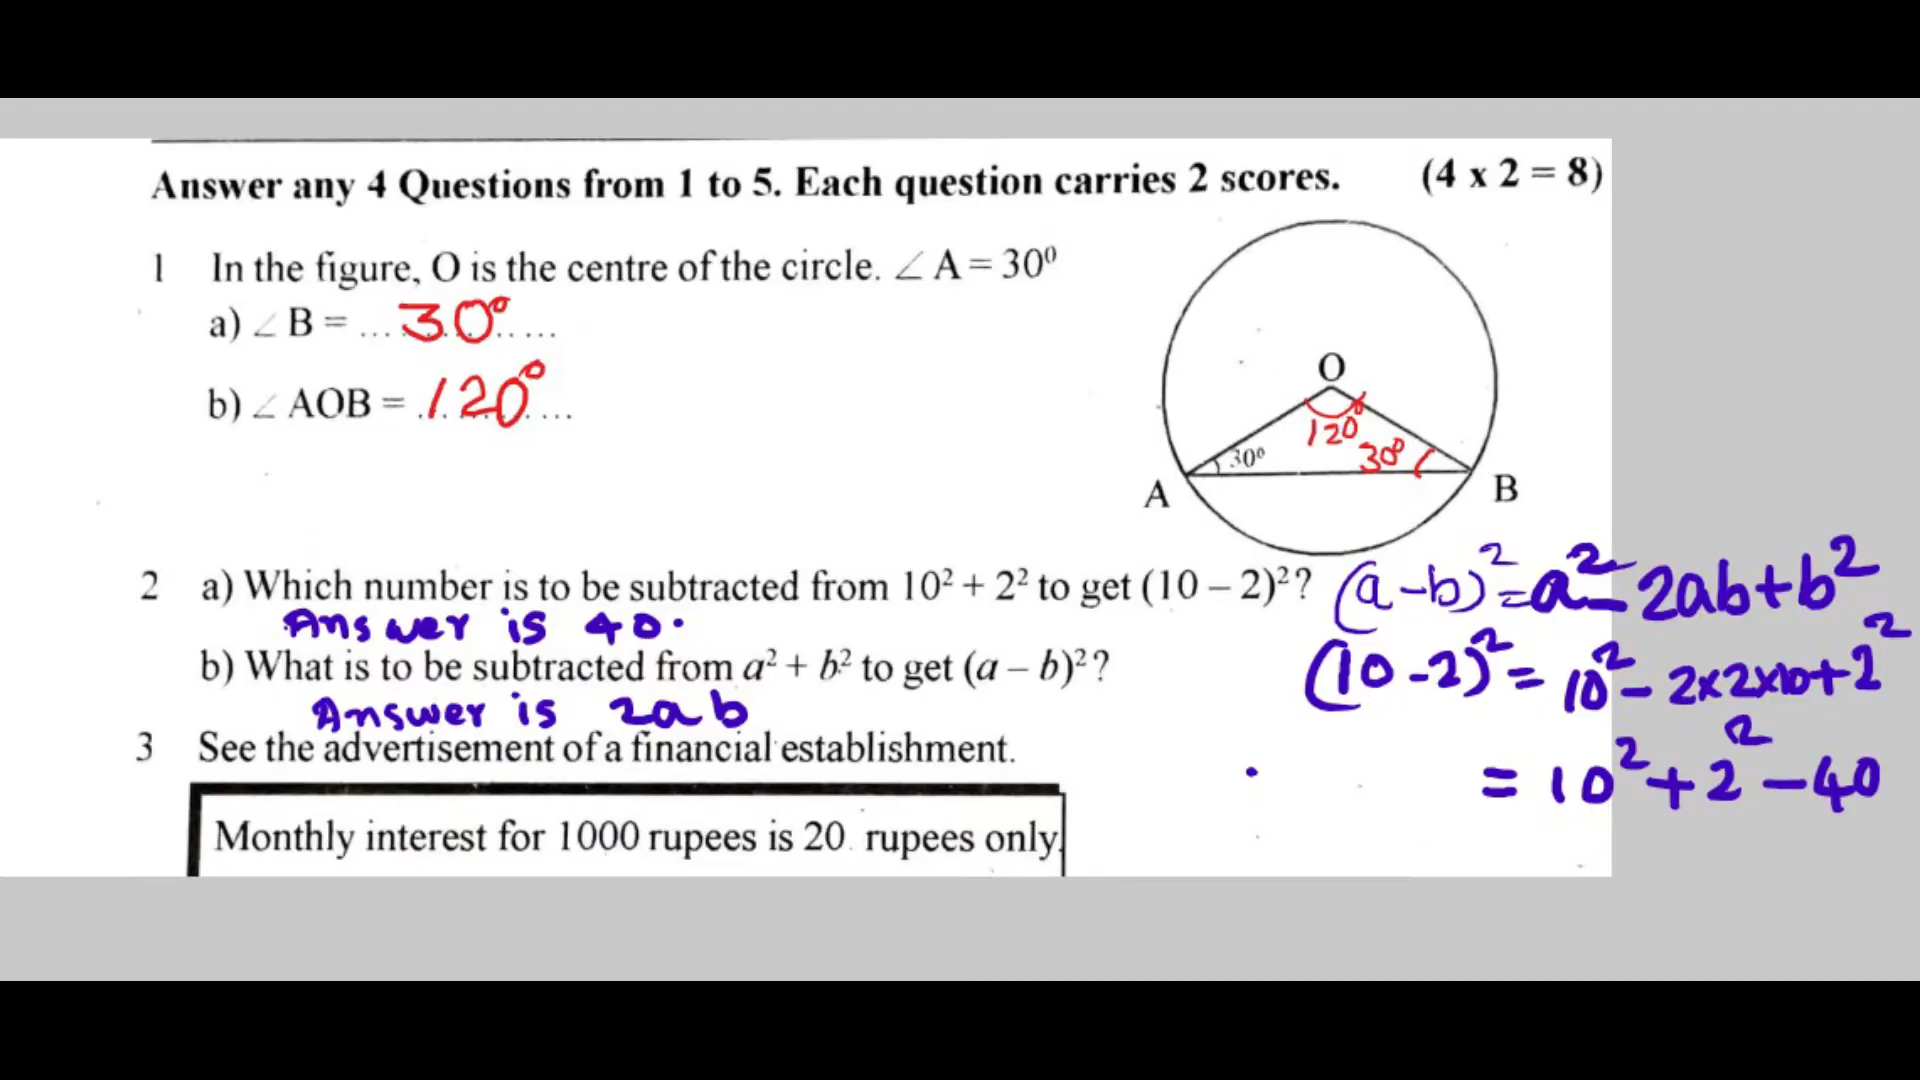 Answer any 4 Questions from 1 to 5. Each question carries 2 scores. (4 x 2 = 8)
1 In the figure, O is the centre of the circle. ∠ A = 30⁰
a) ∠ B = ... 30° ...
b) ∠ AOB = ... 120° ...
O
120
30⁰ 30°
A B
2 a) Which number is to be subtracted from 10² + 2² to get (10 – 2)²?
(a-b)² = a² - 2ab + b²
Answer is 40.
(10-2)² = 10² - 2x2x10 + 2²
b) What is to be subtracted from a² + b² to get (a – b)²?
Answer is 2ab
= 10² + 2² - 40
3 See the advertisement of a financial establishment.
Monthly interest for 1000 rupees is 20 rupees only.